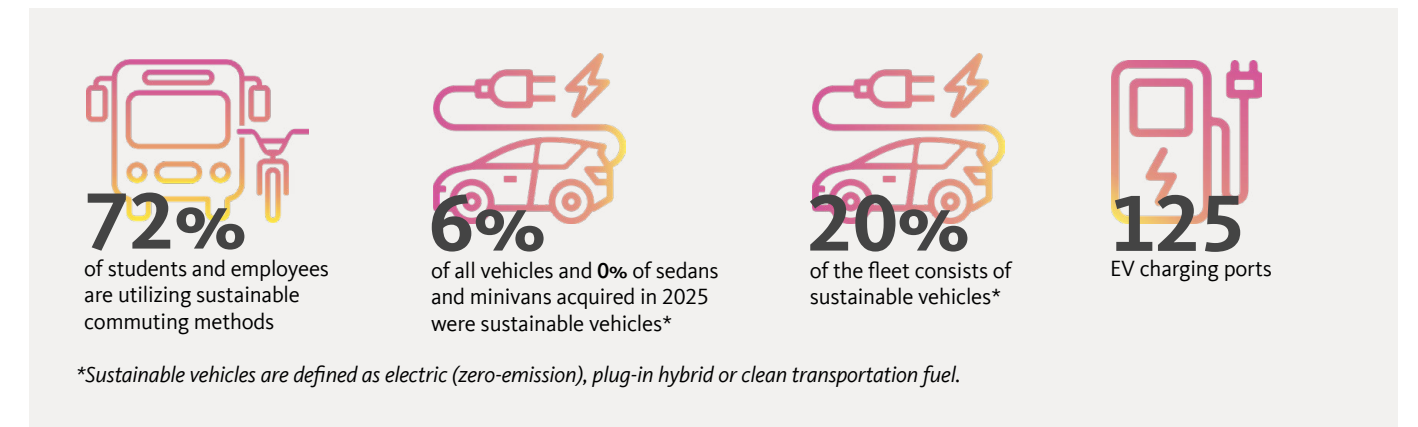 72%
of students and employees
are utilizing sustainable
commuting methods
6%
of all vehicles and 0% of sedans
and minivans acquired in 2025
were sustainable vehicles*
20%
of the fleet consists of
sustainable vehicles*
125
EV charging ports
*Sustainable vehicles are defined as electric (zero-emission), plug-in hybrid or clean transportation fuel.